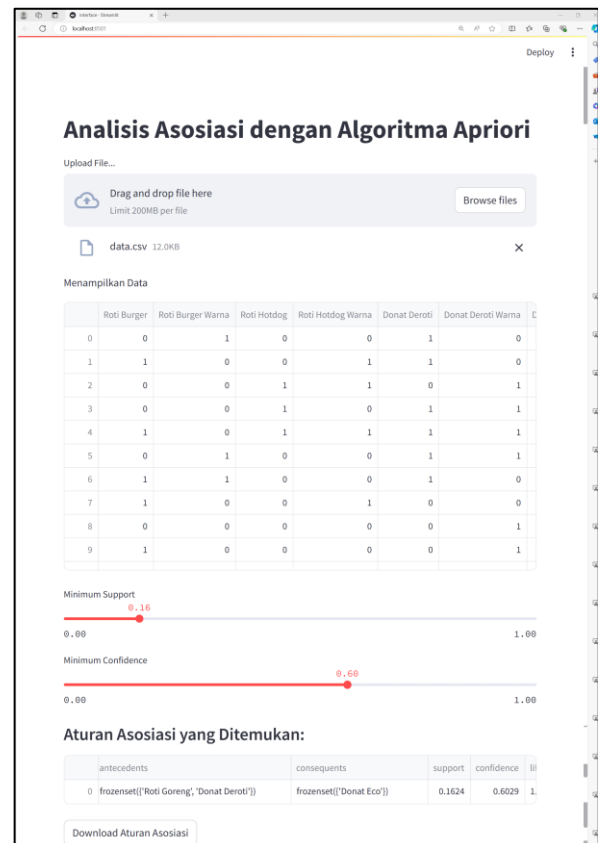 localhost:8501
Deploy
Analisis Asosiasi dengan Algoritma Apriori
Upload File...
Drag and drop file here
Limit 200MB per file
Browse files
data.csv 12.0KB
Menampilkan Data
Roti Burger Roti Burger Warna Roti Hotdog Roti Hotdog Warna Donat Deroti Donat Deroti Warna
0 0 1 0 0 1 0
1 1 0 0 1 1 0
2 0 0 1 1 0 1
3 0 0 1 0 1 1
4 1 0 1 1 1 1
5 0 1 0 0 1 1
6 1 1 0 0 1 0
7 1 0 0 1 0 0
8 0 0 0 0 0 1
9 1 0 0 0 0 1
Minimum Support
0.16
0.00 1.00
Minimum Confidence
0.60
0.00 1.00
Aturan Asosiasi yang Ditemukan:
antecedents consequents support confidence
0 frozenset({'Roti Goreng', 'Donat Deroti'}) frozenset({'Donat Eco'}) 0.1624 0.6029 1.
Download Aturan Asosiasi